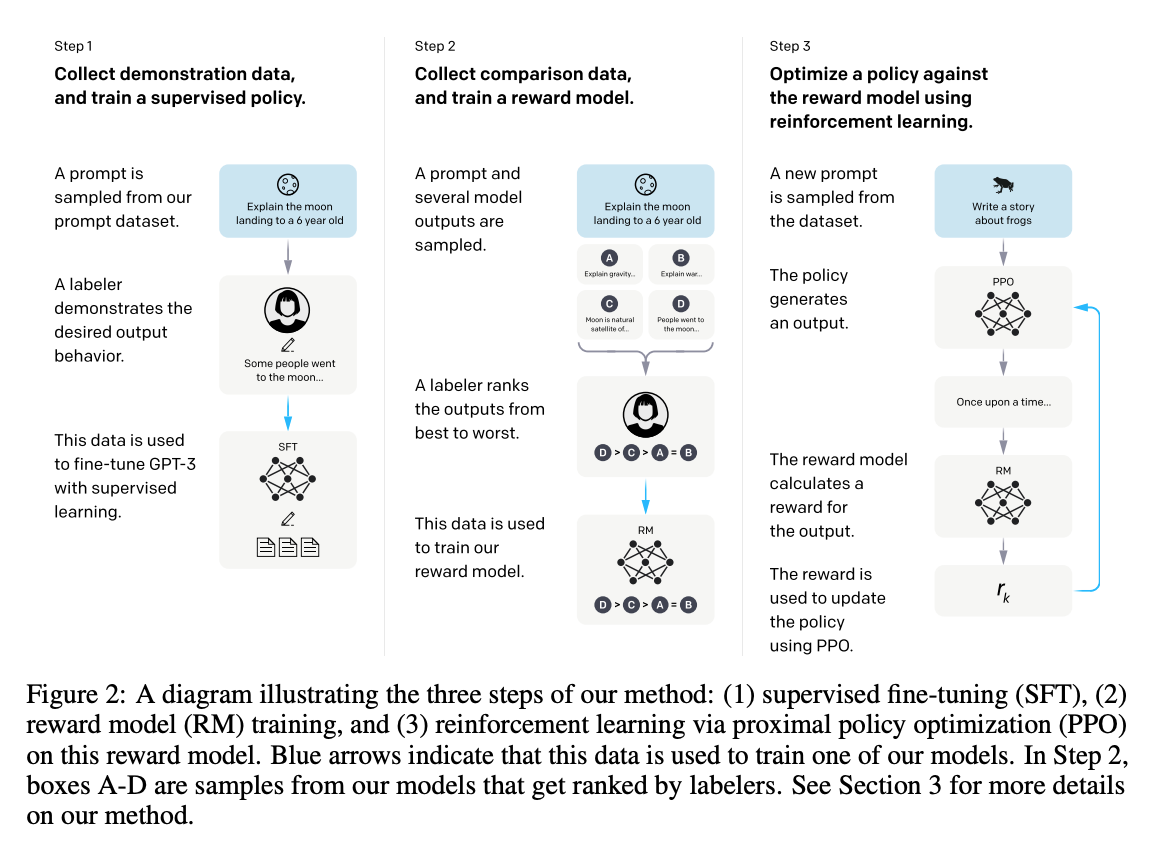 Step 1
Collect demonstration data,
and train a supervised policy.
A prompt is
sampled from our
prompt dataset.
Explain the moon
landing to a 6 year old
A labeler
demonstrates the
desired output
behavior.
Some people went
to the moon...
This data is used
to fine-tune GPT-3
with supervised
learning.
SFT
Step 2
Collect comparison data,
and train a reward model.
A prompt and
several model
outputs are
sampled.
Explain the moon
landing to a 6 year old
A
Explain gravity...
B
Explain war...
C
Moon is natural
satellite of...
D
People went to
the moon...
A labeler ranks
the outputs from
best to worst.
D > C > A = B
This data is used
to train our
reward model.
RM
D > C > A = B
Step 3
Optimize a policy against
the reward model using
reinforcement learning.
A new prompt
is sampled from
the dataset.
Write a story
about frogs
The policy
generates
an output.
PPO
Once upon a time...
The reward model
calculates a
reward for
the output.
RM
The reward is
used to update
the policy
using PPO.
rk
Figure 2: A diagram illustrating the three steps of our method: (1) supervised fine-tuning (SFT), (2)
reward model (RM) training, and (3) reinforcement learning via proximal policy optimization (PPO)
on this reward model. Blue arrows indicate that this data is used to train one of our models. In Step 2,
boxes A-D are samples from our models that get ranked by labelers. See Section 3 for more details
on our method.